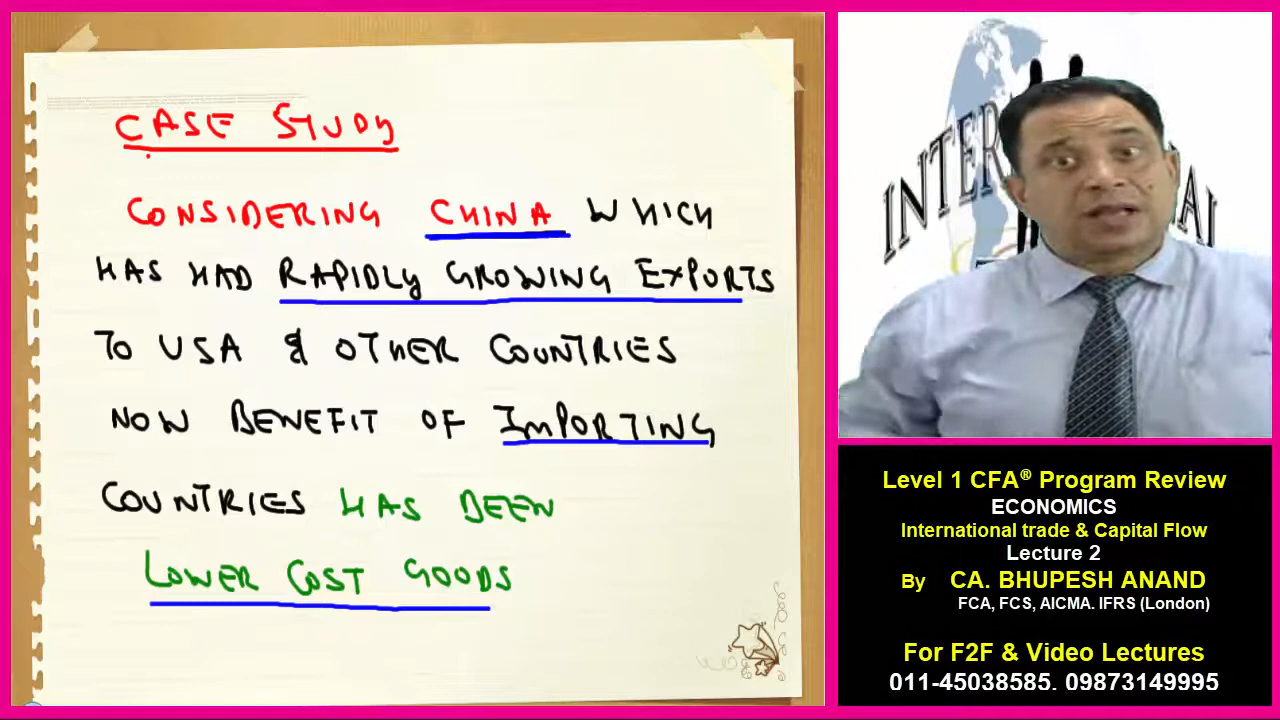 CASE STUDY
CONSIDERING CHINA WHICH
HAS HAD RAPIDLY GROWING EXPORTS
TO USA & OTHER COUNTRIES
NOW BENEFIT OF IMPORTING
COUNTRIES HAS BEEN
LOWER COST GOODS
Level 1 CFA® Program Review
ECONOMICS
International trade & Capital Flow
Lecture 2
By CA. BHUPESH ANAND
FCA, FCS, AICMA. IFRS (London)
For F2F & Video Lectures
011-45038585. 09873149995